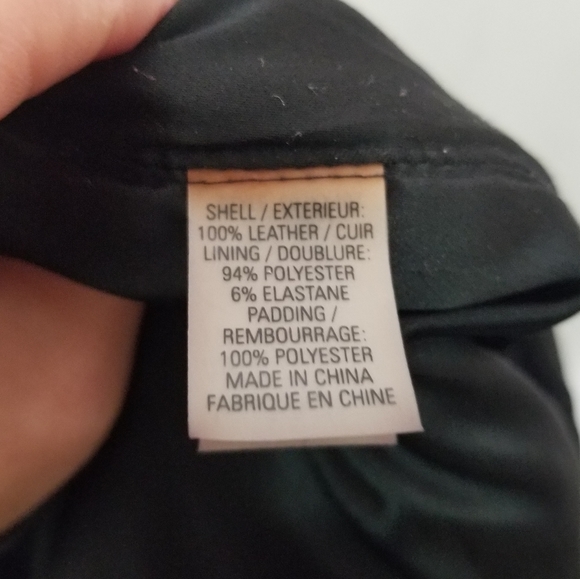 SHELL / EXTERIEUR:
100% LEATHER / CUIR
LINING / DOUBLURE:
94% POLYESTER
6% ELASTANE
PADDING /
REMBOURRAGE:
100% POLYESTER
MADE IN CHINA
FABRIQUE EN CHINE